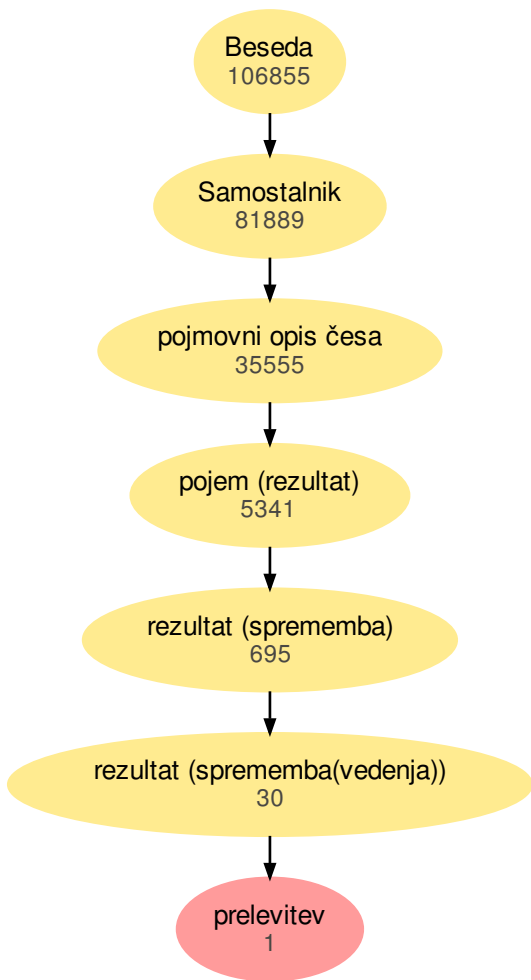 Beseda
106855
Samostalnik
81889
pojmovni opis česa
35555
pojem (rezultat)
5341
rezultat (sprememba)
695
rezultat (sprememba(vedenja))
30
prelevitev
1